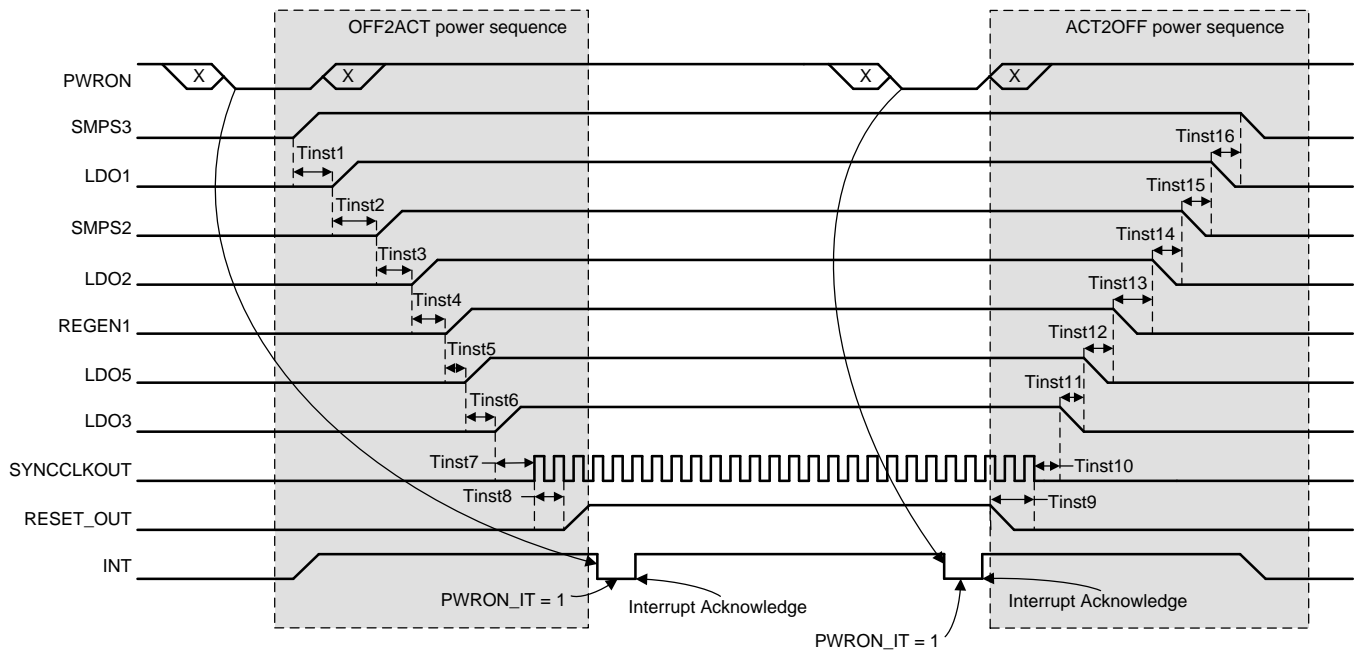 OFF2ACT power sequence
ACT2OFF power sequence
PWRON
X
X
X
X
SMPS3
Tinst1
Tinst16
LDO1
Tinst2
Tinst15
SMPS2
Tinst3
Tinst14
LDO2
Tinst4
Tinst13
REGEN1
Tinst5
Tinst12
LDO5
Tinst6
Tinst11
LDO3
Tinst7
Tinst10
SYNCCLKOUT
Tinst8
Tinst9
RESET_OUT
INT
PWRON_IT = 1
Interrupt Acknowledge
Interrupt Acknowledge
PWRON_IT = 1